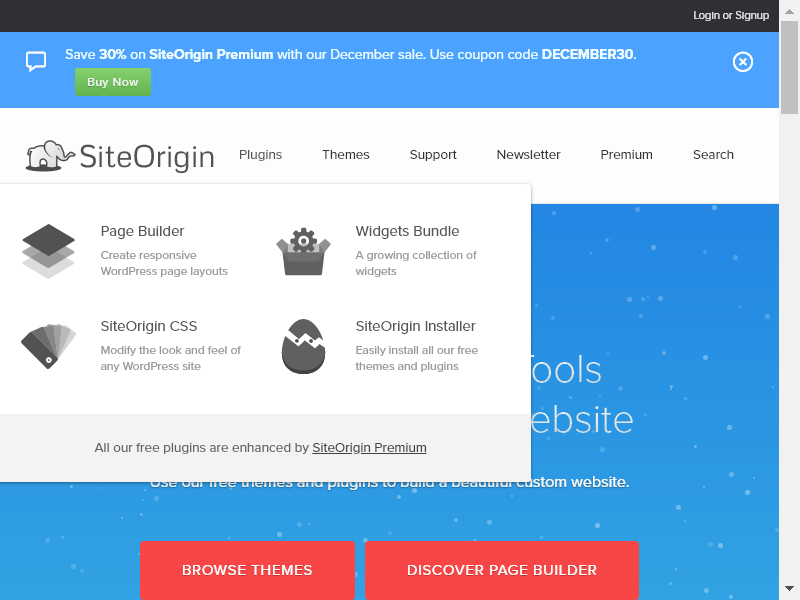 Login or Signup
Save 30% on SiteOrigin Premium with our December sale. Use coupon code DECEMBER30.
Buy Now
SiteOrigin
Plugins Themes Support Newsletter Premium Search
Page Builder
Create responsive
WordPress page layouts
Widgets Bundle
A growing collection of
widgets
SiteOrigin CSS
Modify the look and feel of
any WordPress site
SiteOrigin Installer
Easily install all our free
themes and plugins
Tools
ebsite
All our free plugins are enhanced by SiteOrigin Premium
Use our free themes and plugins to build a beautiful custom website.
BROWSE THEMES
DISCOVER PAGE BUILDER